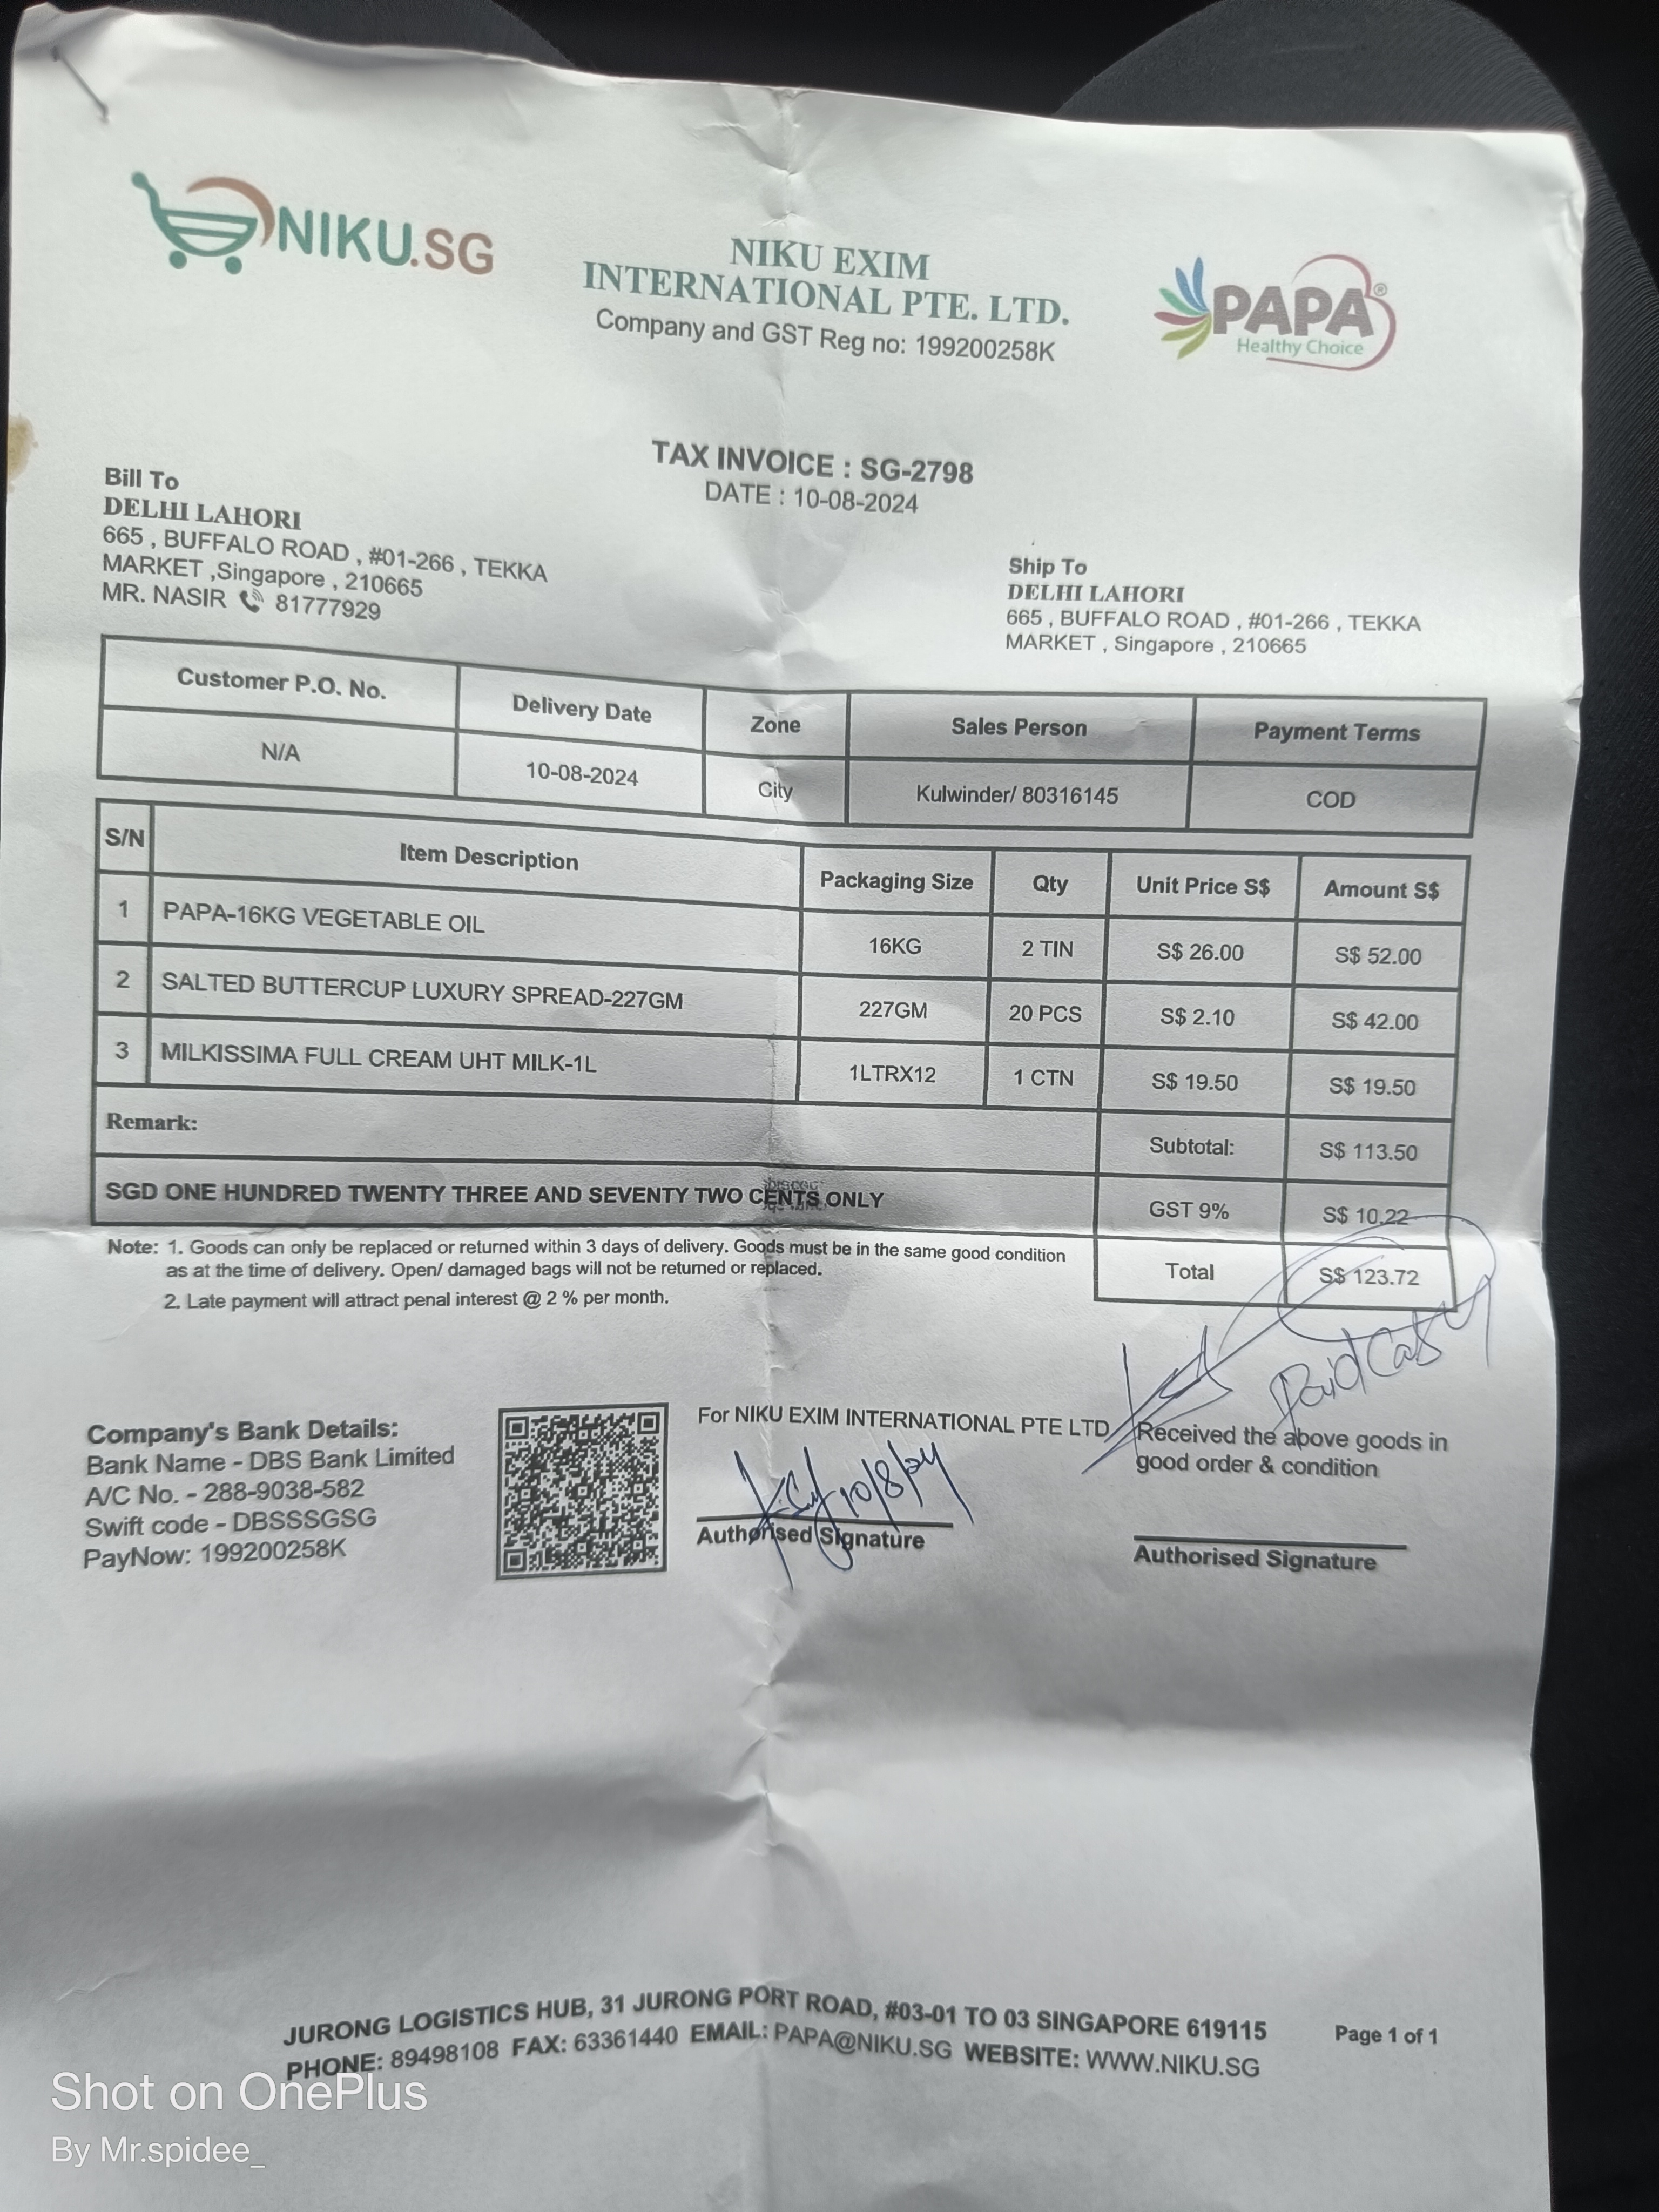 NIKU.SG
NIKU EXIM
INTERNATIONAL PTE. LTD.
Company and GST Reg no: 199200258K
PAPA®
Healthy Choice
TAX INVOICE : SG-2798
DATE : 10-08-2024
Bill To
DELHI LAHORI
665 , BUFFALO ROAD , #01-266 , TEKKA
MARKET ,Singapore , 210665
MR. NASIR 81777929
Ship To
DELHI LAHORI
665 , BUFFALO ROAD , #01-266 , TEKKA
MARKET , Singapore , 210665
Customer P.O. No. Delivery Date Zone Sales Person Payment Terms
N/A 10-08-2024 City Kulwinder/ 80316145 COD
S/N Item Description Packaging Size Qty Unit Price S$ Amount S$
1 PAPA-16KG VEGETABLE OIL 16KG 2 TIN S$ 26.00 S$ 52.00
2 SALTED BUTTERCUP LUXURY SPREAD-227GM 227GM 20 PCS S$ 2.10 S$ 42.00
3 MILKISSIMA FULL CREAM UHT MILK-1L 1LTRX12 1 CTN S$ 19.50 S$ 19.50
Remark: Subtotal: S$ 113.50
SGD ONE HUNDRED TWENTY THREE AND SEVENTY TWO CENTS ONLY GST 9% S$ 10.22
Total S$ 123.72
Note: 1. Goods can only be replaced or returned within 3 days of delivery. Goods must be in the same good condition
as at the time of delivery. Open/ damaged bags will not be returned or replaced.
2. Late payment will attract penal interest @ 2 % per month.
Paid Cash
Company's Bank Details:
Bank Name - DBS Bank Limited
A/C No. - 288-9038-582
Swift code - DBSSSGSG
PayNow: 199200258K
For NIKU EXIM INTERNATIONAL PTE LTD
10/8/24
Authorised Signature
Received the above goods in
good order & condition
Authorised Signature
JURONG LOGISTICS HUB, 31 JURONG PORT ROAD, #03-01 TO 03 SINGAPORE 619115
PHONE: 89498108 FAX: 63361440 EMAIL: PAPA@NIKU.SG WEBSITE: WWW.NIKU.SG
Page 1 of 1
Shot on OnePlus
By Mr.spidee_